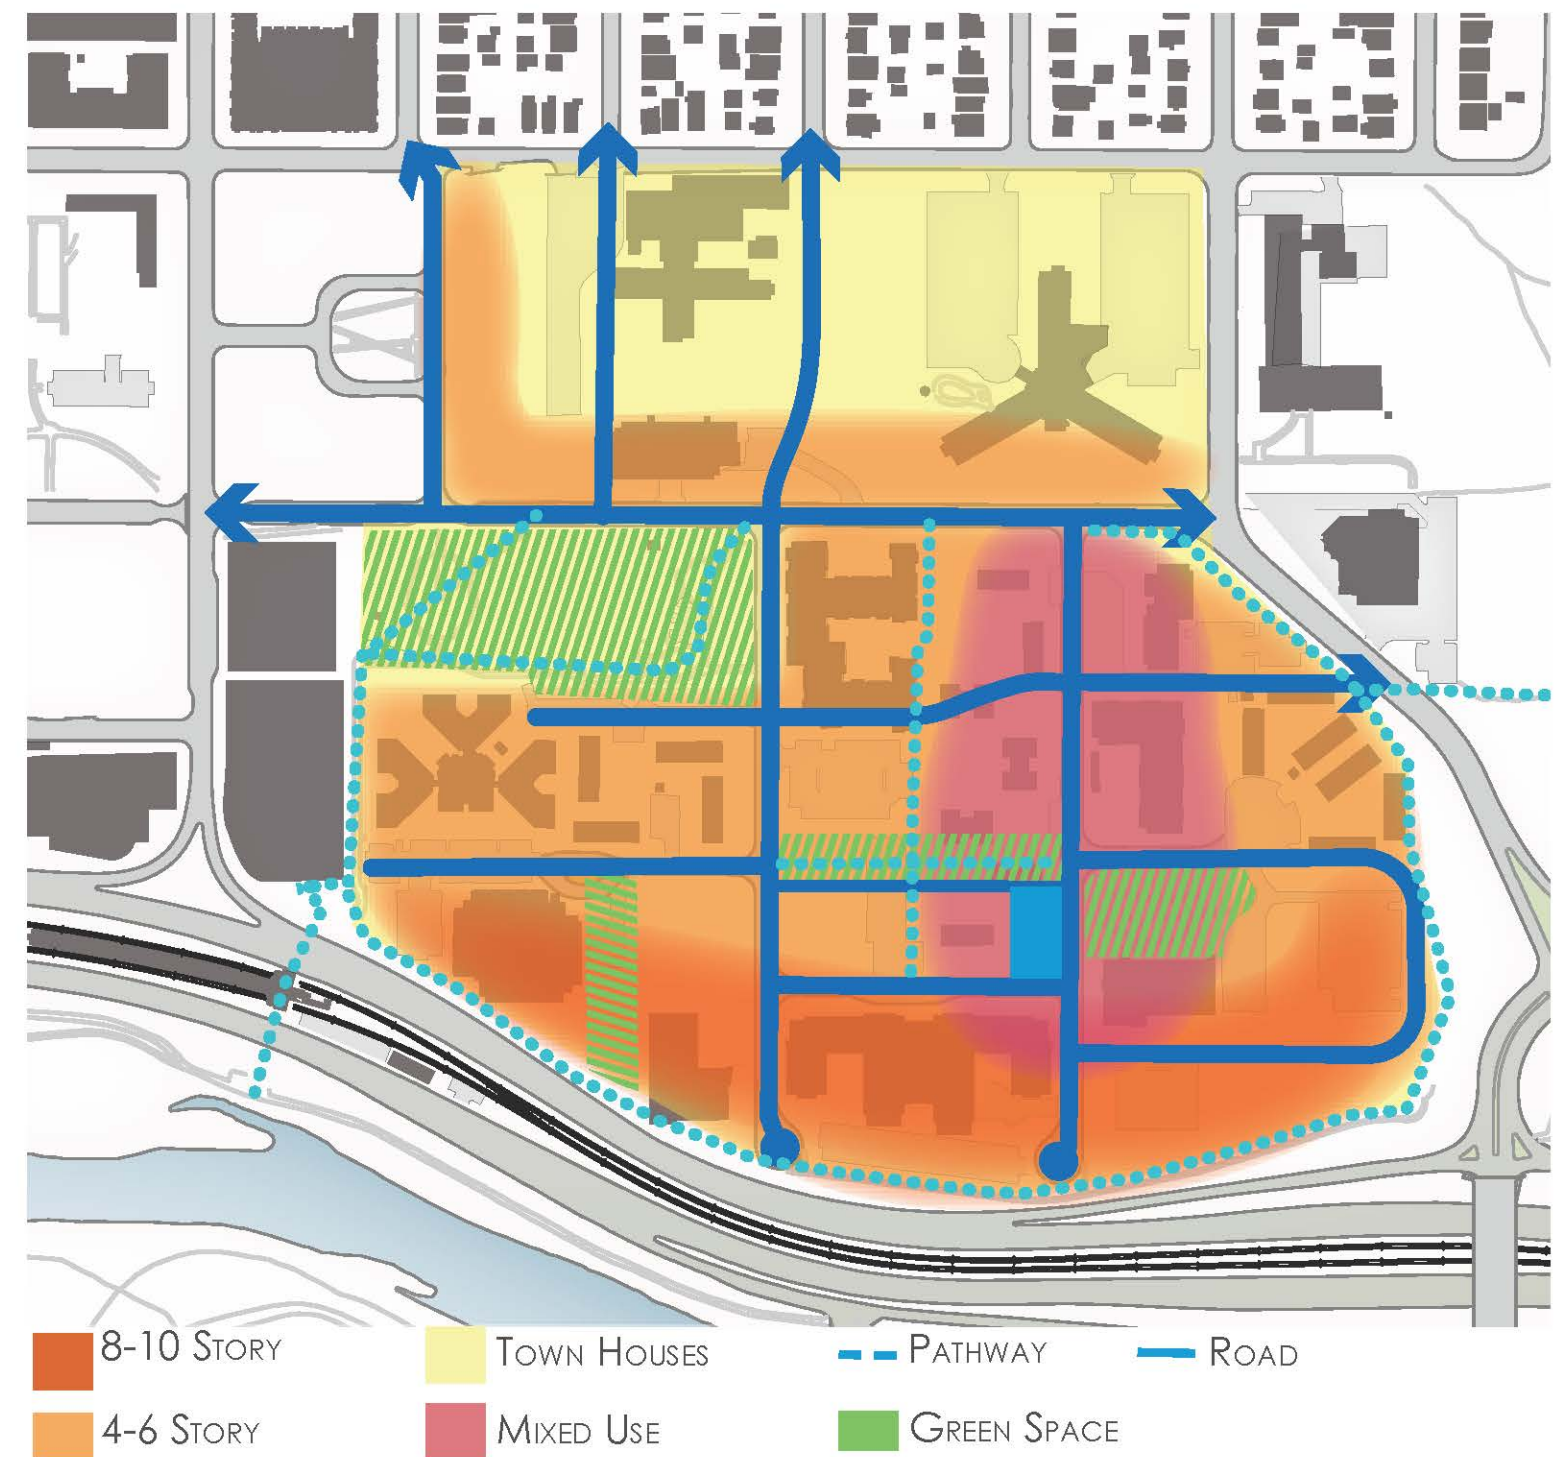 8-10 Story
Town Houses
Pathway
Road
4-6 Story
Mixed Use
Green Space